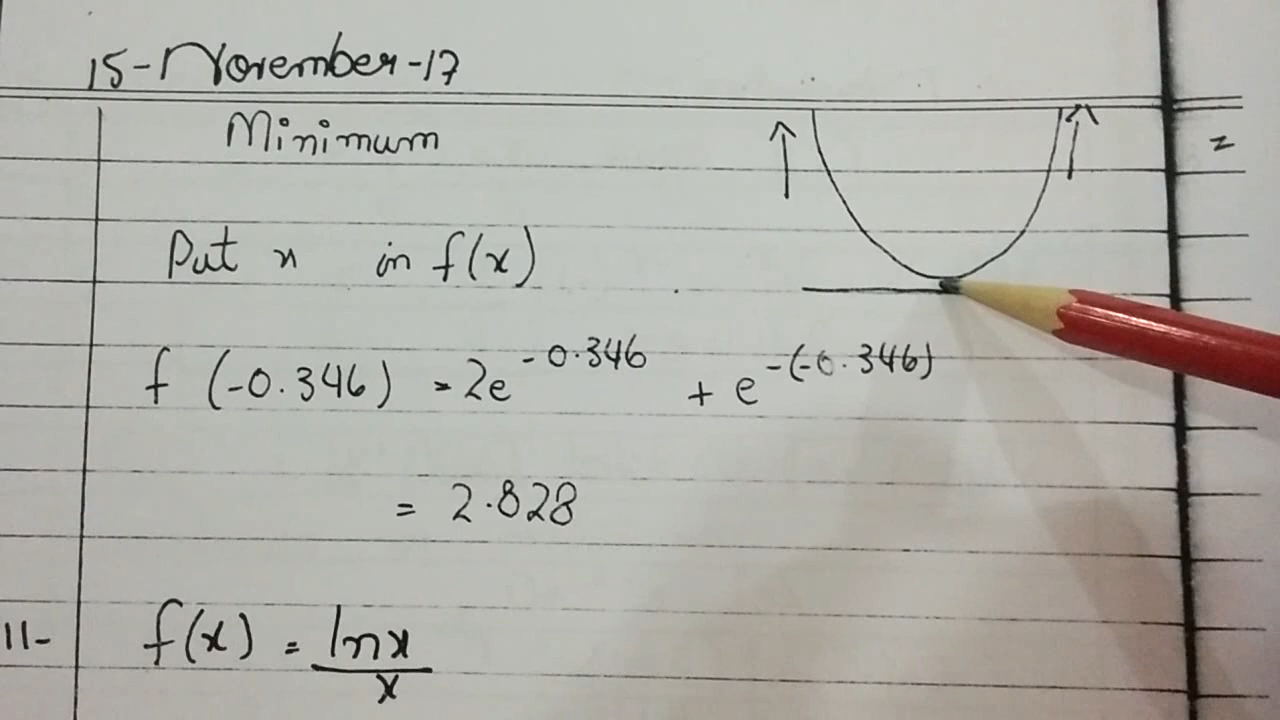 15-November-17
Minimum
Put x in f(x)
f (-0.346) = 2e^-0.346 + e^-(-0.346)
= 2.828
11- f(x) = lnx/x